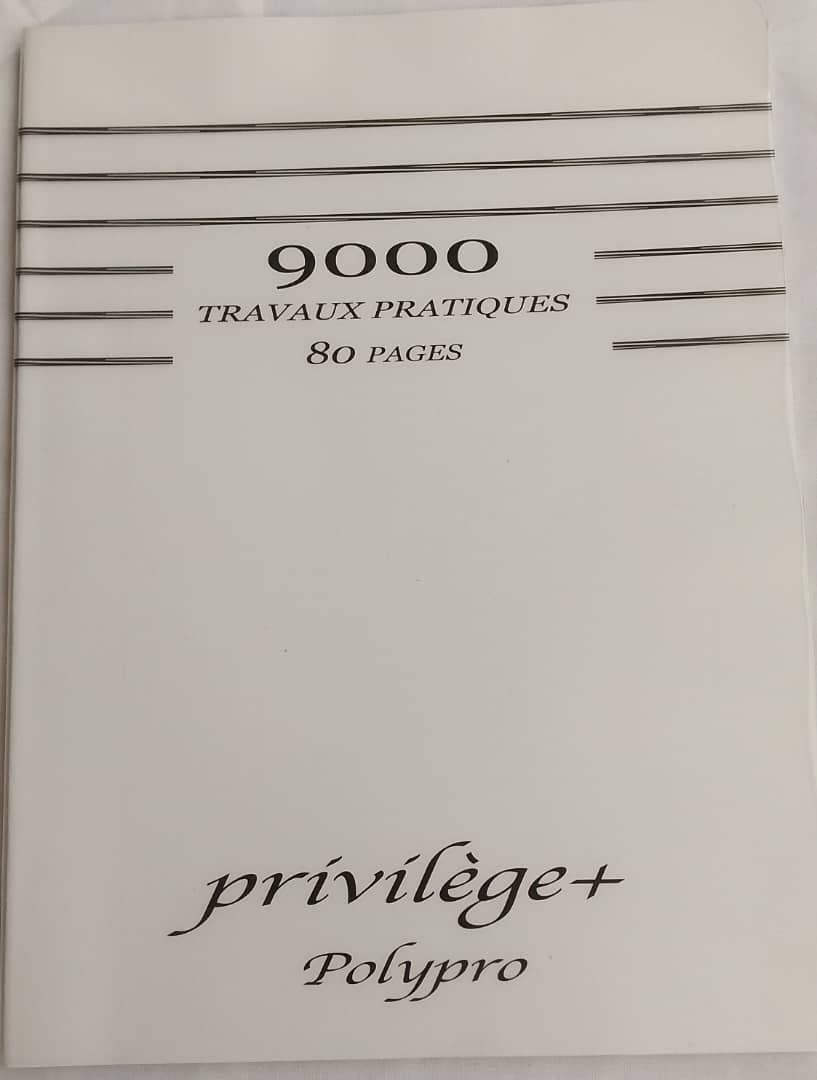 9000
TRAVAUX PRATIQUES
80 PAGES
privilège+
Polypro